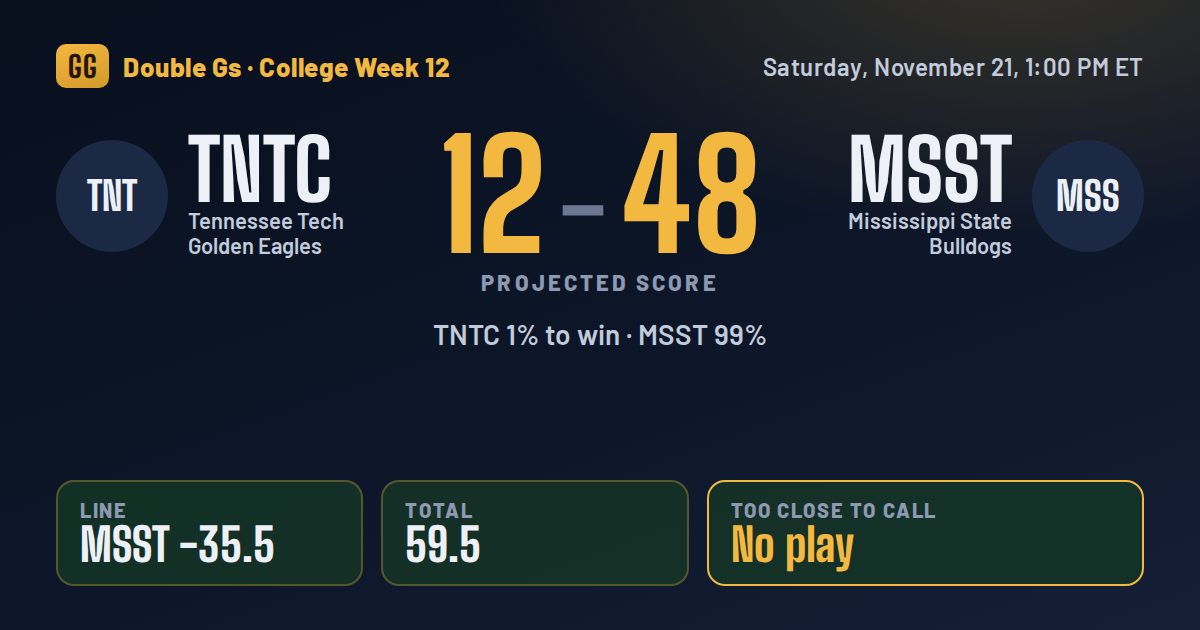 GG Double Gs · College Week 12
Saturday, November 21, 1:00 PM ET
TNT
TNTC
Tennessee Tech
Golden Eagles
12 – 48
PROJECTED SCORE
TNTC 1% to win · MSST 99%
MSST
Mississippi State
Bulldogs
MSS
LINE
MSST −35.5
TOTAL
59.5
TOO CLOSE TO CALL
No play